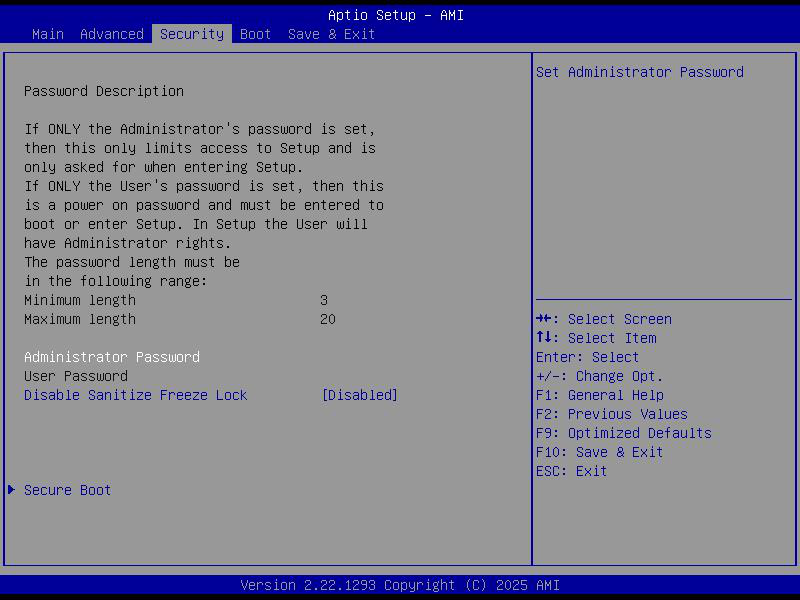 Aptio Setup - AMI
Main Advanced Security Boot Save & Exit
Set Administrator Password
Password Description
If ONLY the Administrator's password is set,
then this only limits access to Setup and is
only asked for when entering Setup.
If ONLY the User's password is set, then this
is a power on password and must be entered to
boot or enter Setup. In Setup the User will
have Administrator rights.
The password length must be
in the following range:
Minimum length 3
Maximum length 20
Administrator Password
User Password
Disable Sanitize Freeze Lock [Disabled]
Secure Boot
→←: Select Screen
↑↓: Select Item
Enter: Select
+/-: Change Opt.
F1: General Help
F2: Previous Values
F9: Optimized Defaults
F10: Save & Exit
ESC: Exit
Version 2.22.1293 Copyright (C) 2025 AMI